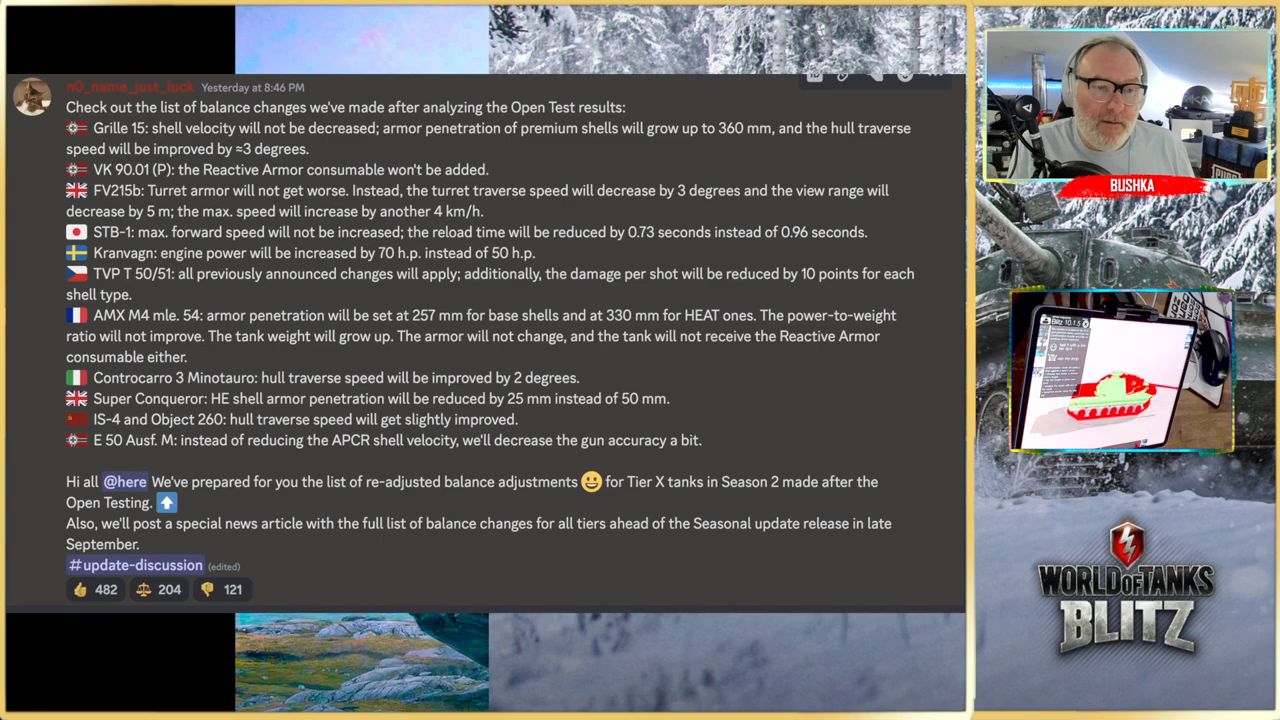 n0_name_just_luck Yesterday at 8:46 PM
Check out the list of balance changes we've made after analyzing the Open Test results:
Grille 15: shell velocity will not be decreased; armor penetration of premium shells will grow up to 360 mm, and the hull traverse
speed will be improved by ≈3 degrees.
VK 90.01 (P): the Reactive Armor consumable won't be added.
FV215b: Turret armor will not get worse. Instead, the turret traverse speed will decrease by 3 degrees and the view range will
decrease by 5 m; the max. speed will increase by another 4 km/h.
STB-1: max. forward speed will not be increased; the reload time will be reduced by 0.73 seconds instead of 0.96 seconds.
Kranvagn: engine power will be increased by 70 h.p. instead of 50 h.p.
TVP T 50/51: all previously announced changes will apply; additionally, the damage per shot will be reduced by 10 points for each
shell type.
AMX M4 mle. 54: armor penetration will be set at 257 mm for base shells and at 330 mm for HEAT ones. The power-to-weight
ratio will not improve. The tank weight will grow up. The armor will not change, and the tank will not receive the Reactive Armor
consumable either.
Controcarro 3 Minotauro: hull traverse speed will be improved by 2 degrees.
Super Conqueror: HE shell armor penetration will be reduced by 25 mm instead of 50 mm.
IS-4 and Object 260: hull traverse speed will get slightly improved.
E 50 Ausf. M: instead of reducing the APCR shell velocity, we'll decrease the gun accuracy a bit.
Hi all @here We've prepared for you the list of re-adjusted balance adjustments 😀 for Tier X tanks in Season 2 made after the
Open Testing. ⬆
Also, we'll post a special news article with the full list of balance changes for all tiers ahead of the Seasonal update release in late
September.
#update-discussion (edited)
482 204 121
BUSHKA
Blitz 10.1.5
WORLD OF TANKS
BLITZ